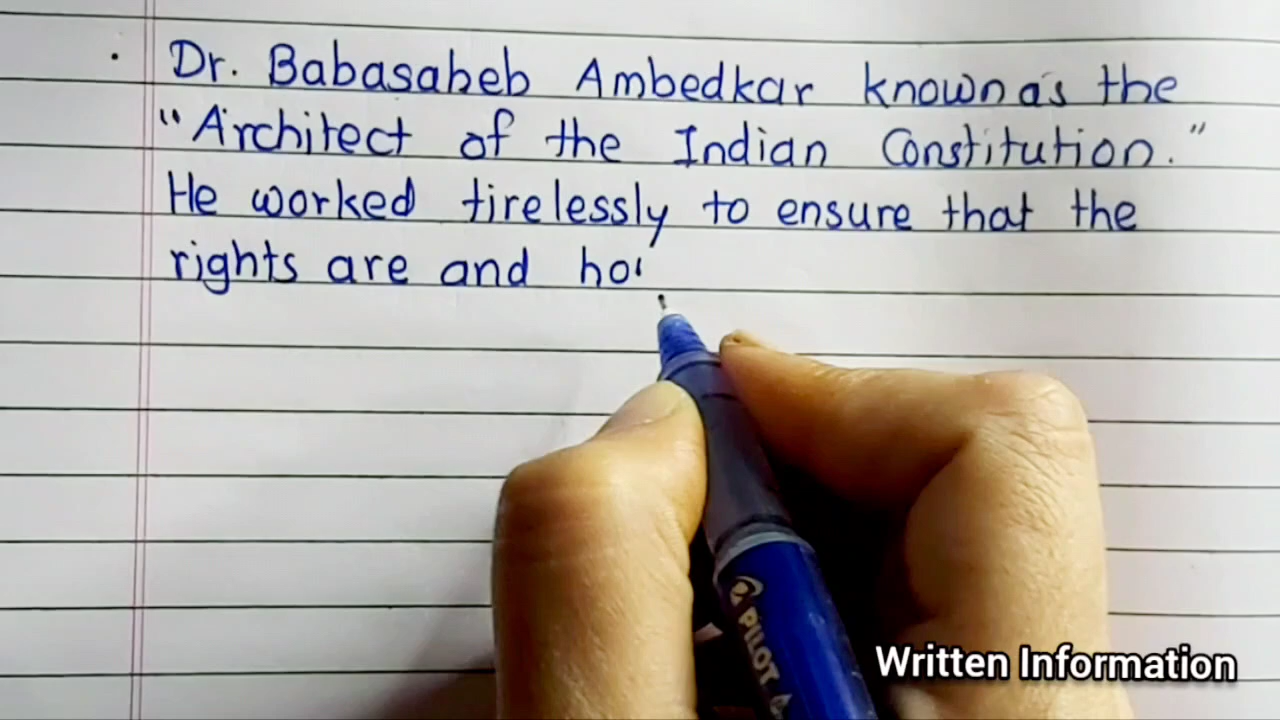 Dr. Babasaheb Ambedkar known as the
"Architect of the Indian Constitution."
He worked tirelessly to ensure that the
rights are and
PILOT
Written Information